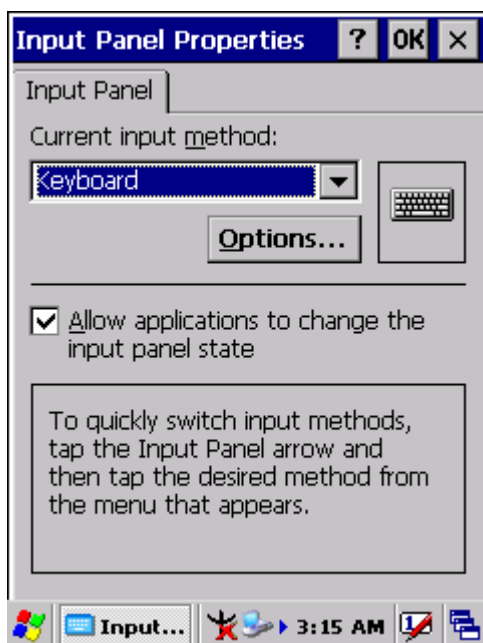 Input Panel Properties ? OK ×
Input Panel
Current input method:
Keyboard
Options...
Allow applications to change the
input panel state
To quickly switch input methods,
tap the Input Panel arrow and
then tap the desired method from
the menu that appears.
Input... 3:15 AM